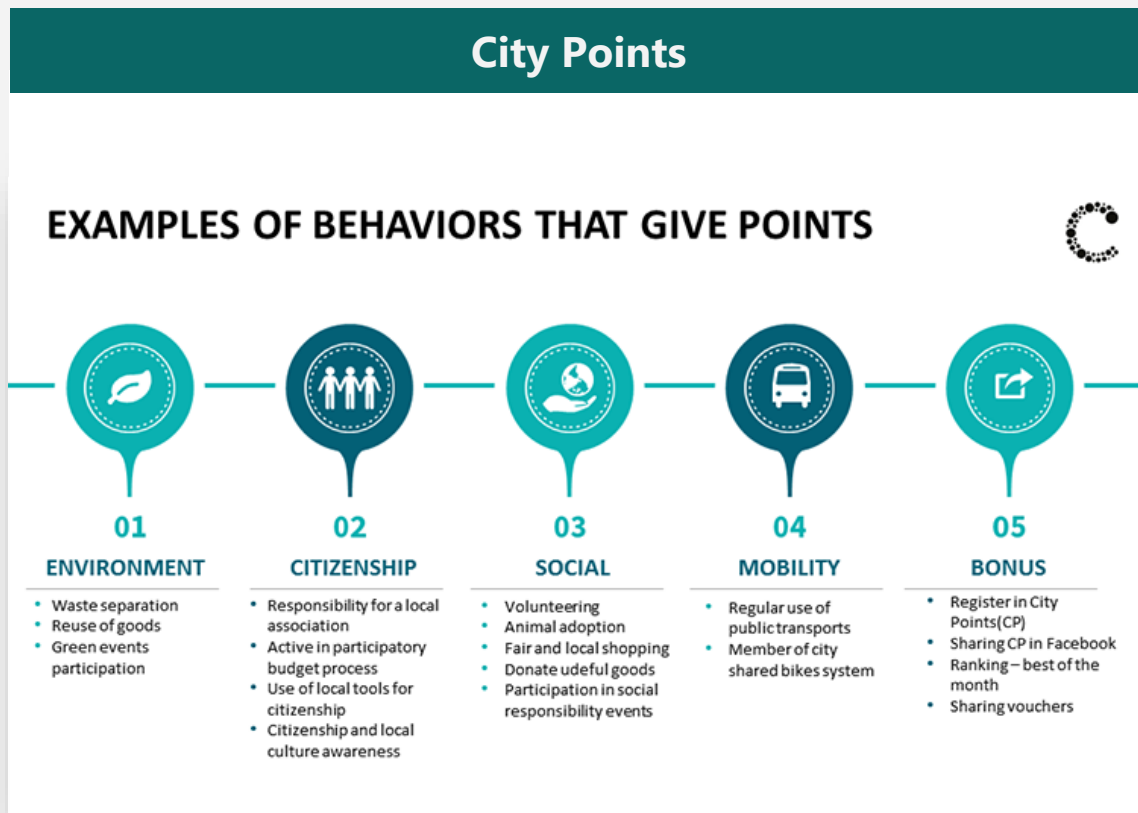 City Points
EXAMPLES OF BEHAVIORS THAT GIVE POINTS
01
ENVIRONMENT
• Waste separation
• Reuse of goods
• Green events
participation
02
CITIZENSHIP
• Responsibility for a local
association
• Active in participatory
budget process
• Use of local tools for
citizenship
• Citizenship and local
culture awareness
03
SOCIAL
• Volunteering
• Animal adoption
• Fair and local shopping
• Donate udeful goods
• Participation in social
responsibility events
04
MOBILITY
• Regular use of
public transports
• Member of city
shared bikes system
05
BONUS
• Register in City
Points(CP)
• Sharing CP in Facebook
• Ranking – best of the
month
• Sharing vouchers